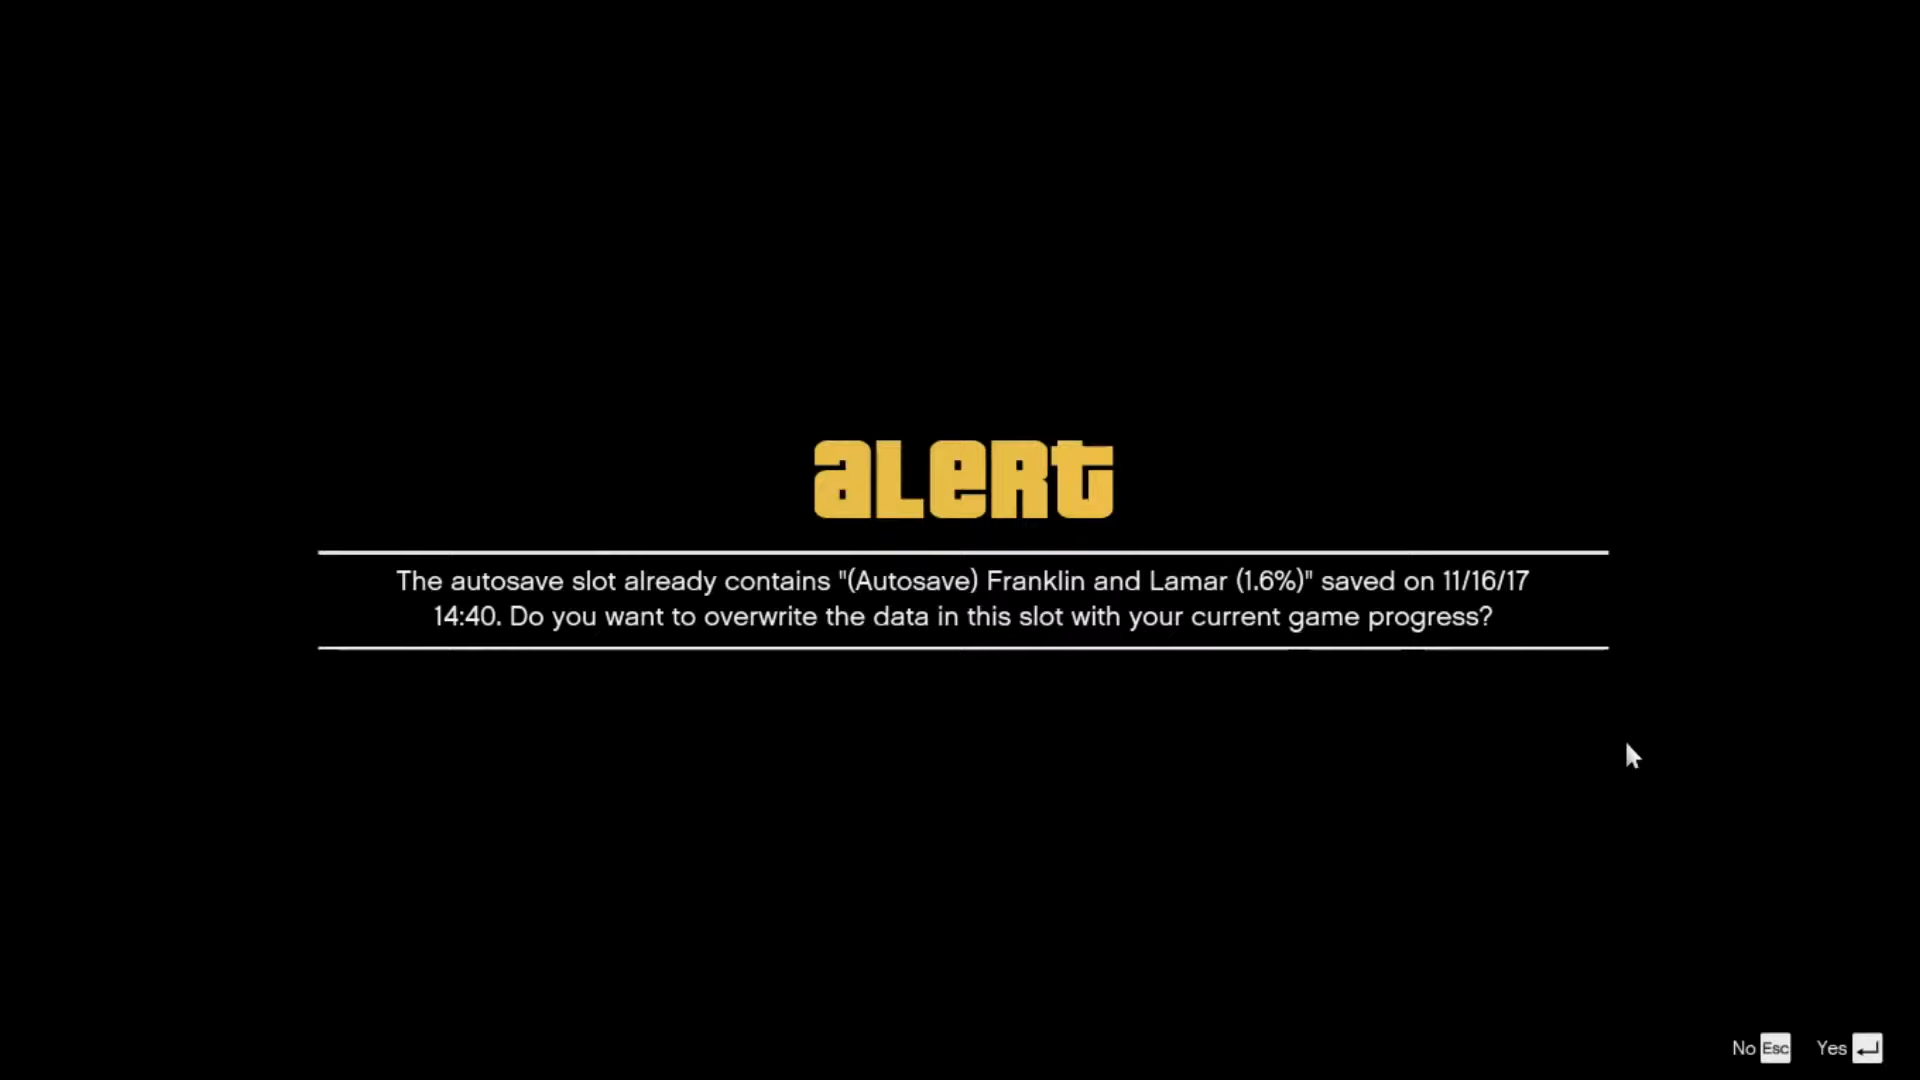 aLeRt
The autosave slot already contains "(Autosave) Franklin and Lamar (1.6%)" saved on 11/16/17
14:40. Do you want to overwrite the data in this slot with your current game progress?
No Esc Yes